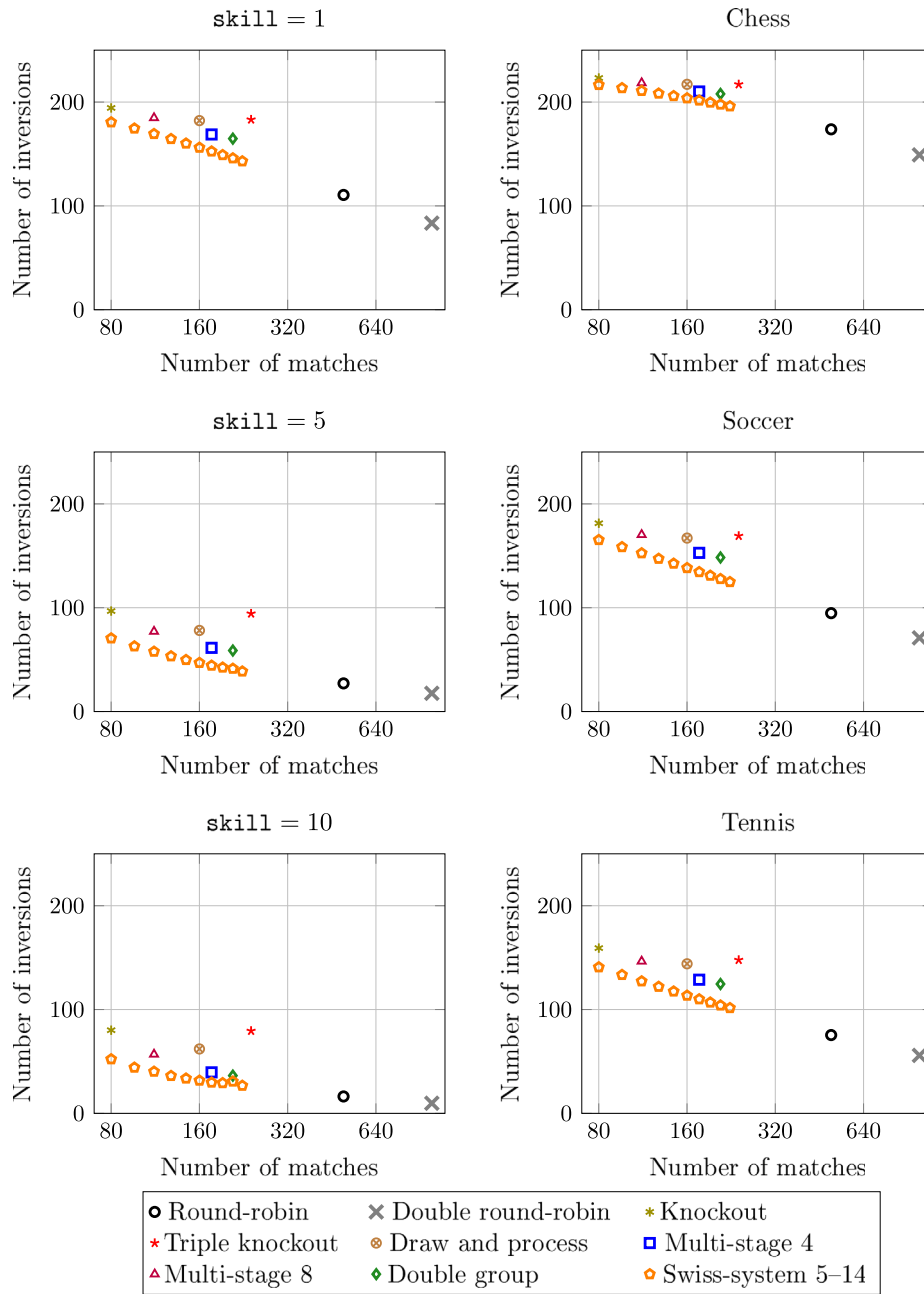 skill = 1
Number of inversions
200
100
0
80 160 320 640
Number of matches
Chess
Number of inversions
200
100
0
80 160 320 640
Number of matches
skill = 5
Number of inversions
200
100
0
80 160 320 640
Number of matches
Soccer
Number of inversions
200
100
0
80 160 320 640
Number of matches
skill = 10
Number of inversions
200
100
0
80 160 320 640
Number of matches
Tennis
Number of inversions
200
100
0
80 160 320 640
Number of matches
Round-robin Double round-robin Knockout
Triple knockout Draw and process Multi-stage 4
Multi-stage 8 Double group Swiss-system 5–14